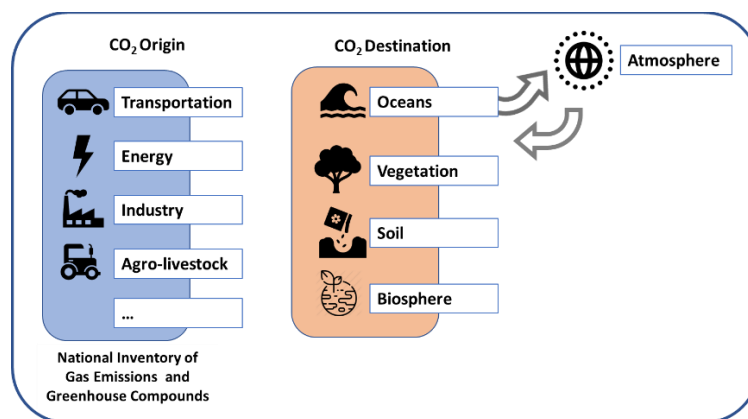 CO₂ Origin
Transportation
Energy
Industry
Agro-livestock
...
National Inventory of
Gas Emissions and
Greenhouse Compounds
CO₂ Destination
Oceans
Vegetation
Soil
Biosphere
Atmosphere